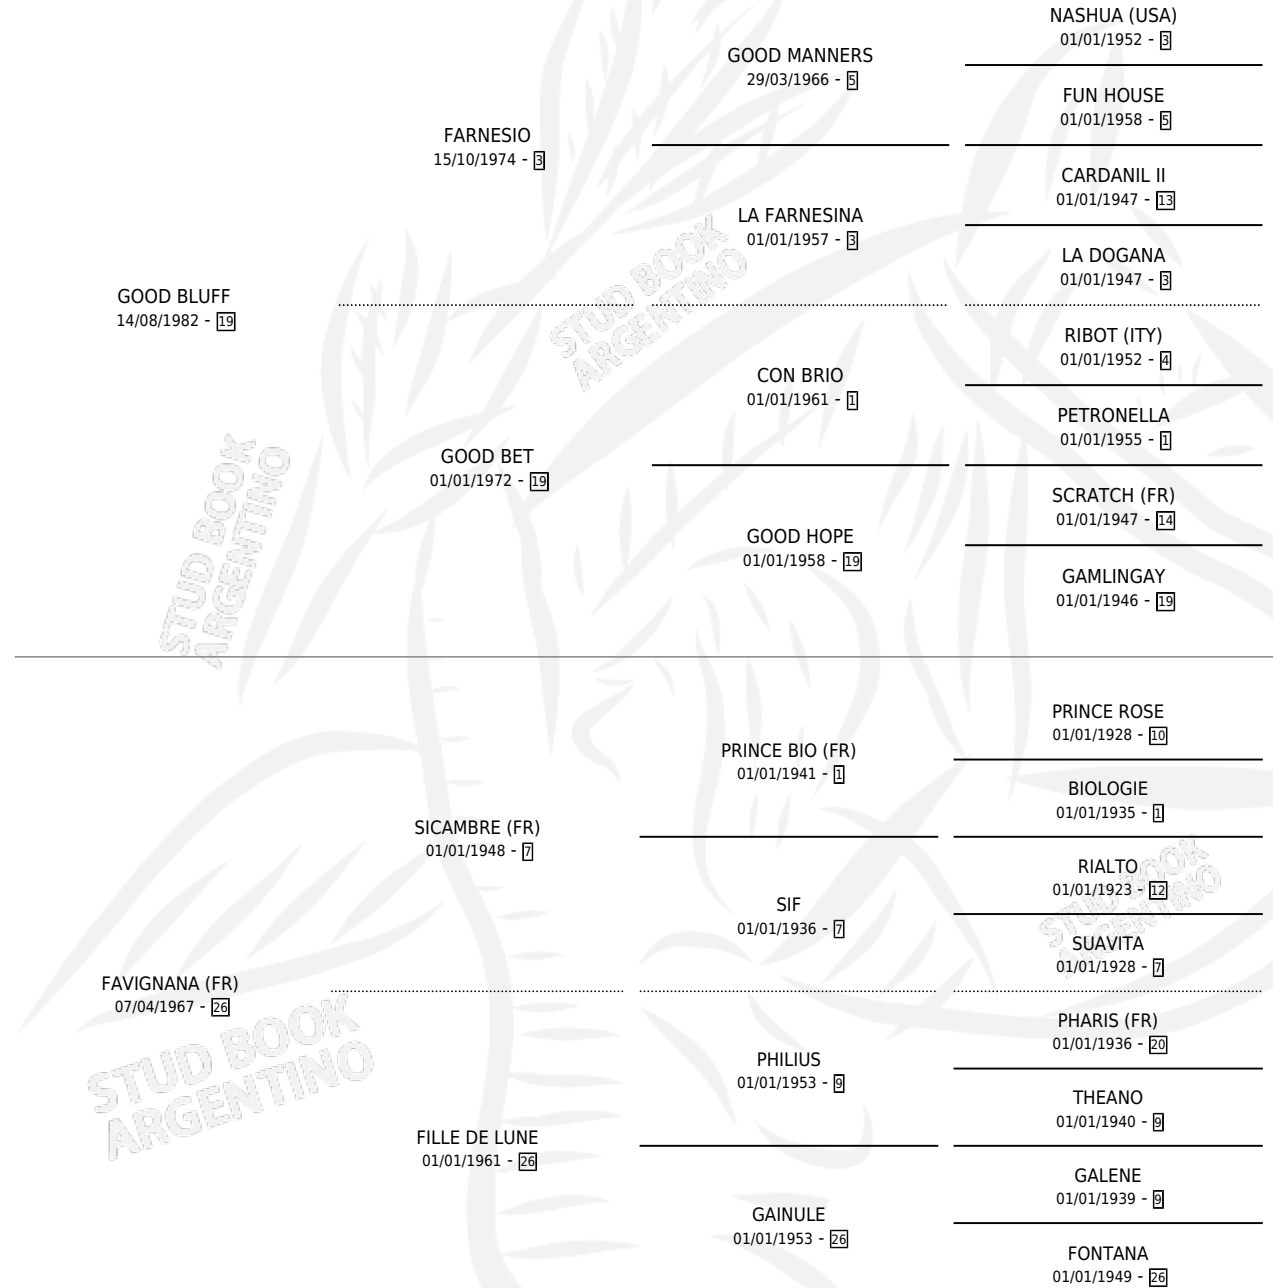 NASHUA (USA)
01/01/1952 - 3
GOOD MANNERS
29/03/1966 - 5
FUN HOUSE
01/01/1958 - 5
FARNESIO
15/10/1974 - 3
CARDANIL II
01/01/1947 - 13
LA FARNESINA
01/01/1957 - 3
LA DOGANA
01/01/1947 - 3
GOOD BLUFF
14/08/1982 - 19
RIBOT (ITY)
01/01/1952 - 4
CON BRIO
01/01/1961 - 1
PETRONELLA
01/01/1955 - 1
GOOD BET
01/01/1972 - 19
SCRATCH (FR)
01/01/1947 - 14
GOOD HOPE
01/01/1958 - 19
GAMLINGAY
01/01/1946 - 19
PRINCE ROSE
01/01/1928 - 10
PRINCE BIO (FR)
01/01/1941 - 1
BIOLOGIE
01/01/1935 - 1
SICAMBRE (FR)
01/01/1948 - 7
RIALTO
01/01/1923 - 12
SIF
01/01/1936 - 7
SUAVITA
01/01/1928 - 7
FAVIGNANA (FR)
07/04/1967 - 26
PHARIS (FR)
01/01/1936 - 20
PHILIUS
01/01/1953 - 9
THEANO
01/01/1940 - 9
FILLE DE LUNE
01/01/1961 - 26
GALENE
01/01/1939 - 9
GAINULE
01/01/1953 - 26
FONTANA
01/01/1949 - 26
STUD BOOK
ARGENTINO
STUD BOOK
ARGENTINO
STUD BOOK
ARGENTINO
STUD BOOK
ARGENTINO